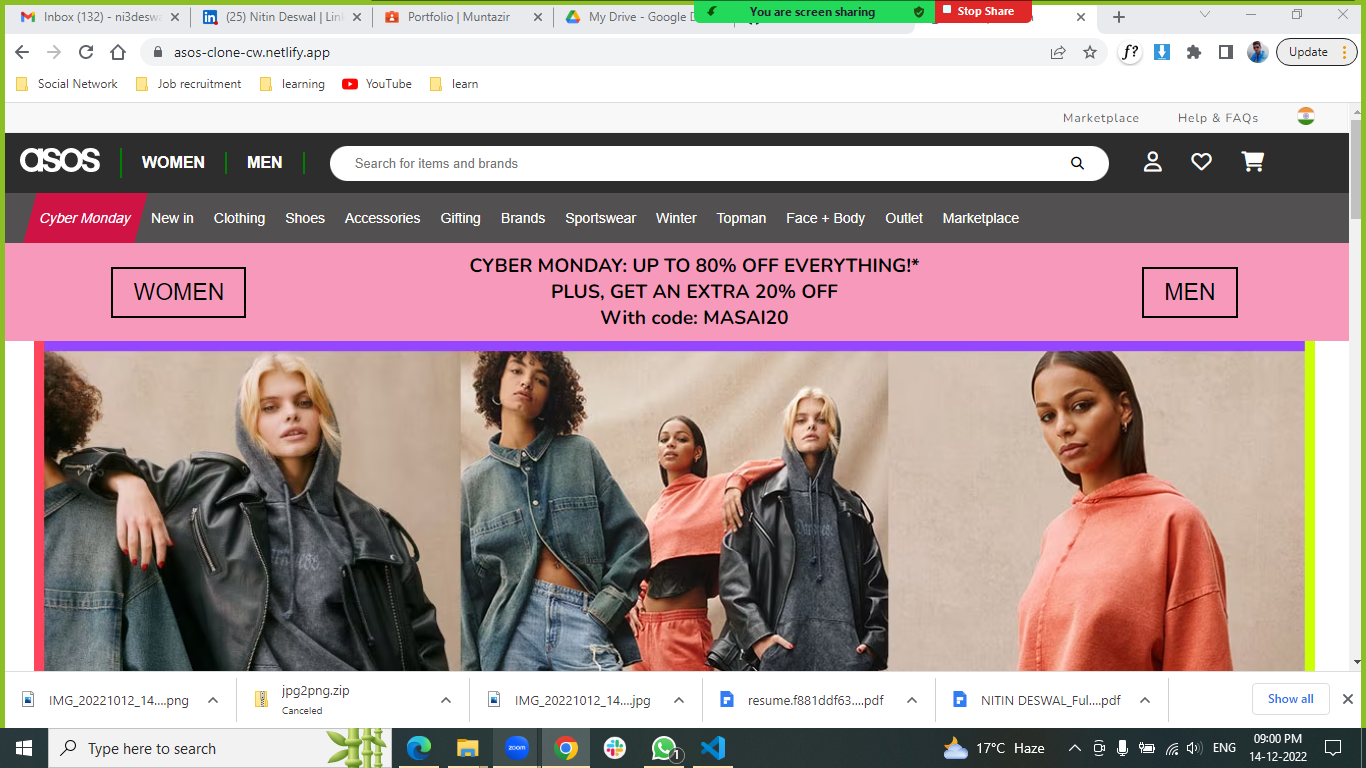 Inbox (132) - ni3deswa
(25) Nitin Deswal | Lin
Portfolio | Muntazir
My Drive - Google D
You are screen sharing
Stop Share
asos-clone-cw.netlify.app
f?
Update
Social Network
Job recruitment
learning
YouTube
learn
Marketplace
Help & FAQs
asos
WOMEN
MEN
Search for items and brands
Cyber Monday
New in
Clothing
Shoes
Accessories
Gifting
Brands
Sportswear
Winter
Topman
Face + Body
Outlet
Marketplace
WOMEN
CYBER MONDAY: UP TO 80% OFF EVERYTHING!*
PLUS, GET AN EXTRA 20% OFF
With code: MASAI20
MEN
IMG_20221012_14....png
jpg2png.zip
Canceled
IMG_20221012_14....jpg
resume.f881ddf63....pdf
NITIN DESWAL_Ful....pdf
Show all
Type here to search
zoom
1
17°C Haze
ENG
09:00 PM
14-12-2022